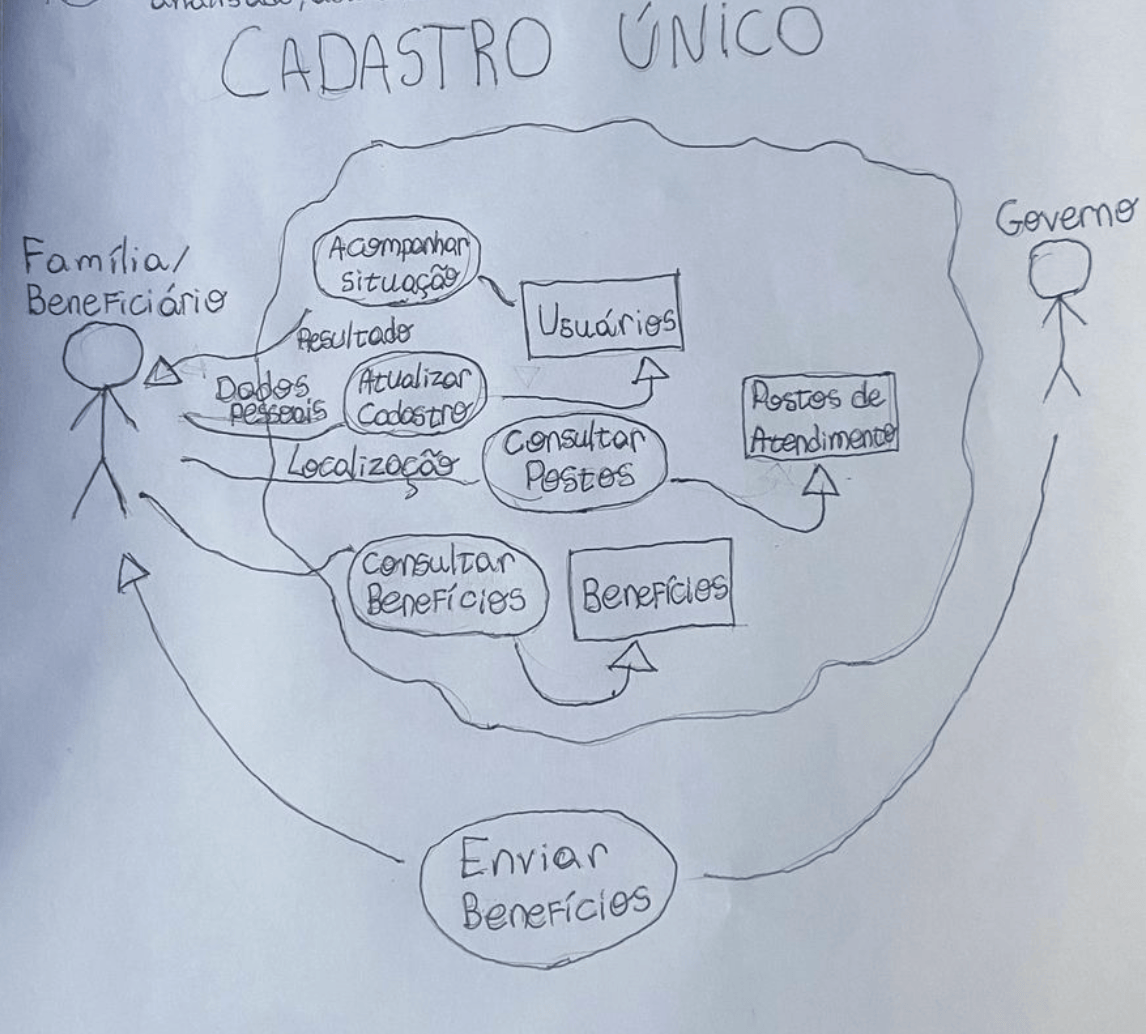 CADASTRO ÚNICO
Governo
Família/
Beneficiário
Acompanhar
Situação
Usuários
Resultado
Dados
pessoais
Atualizar
Cadastro
Postos de
Atendimento
Localização
Consultar
Postos
Consultar
Benefícios
Benefícios
Enviar
Benefícios